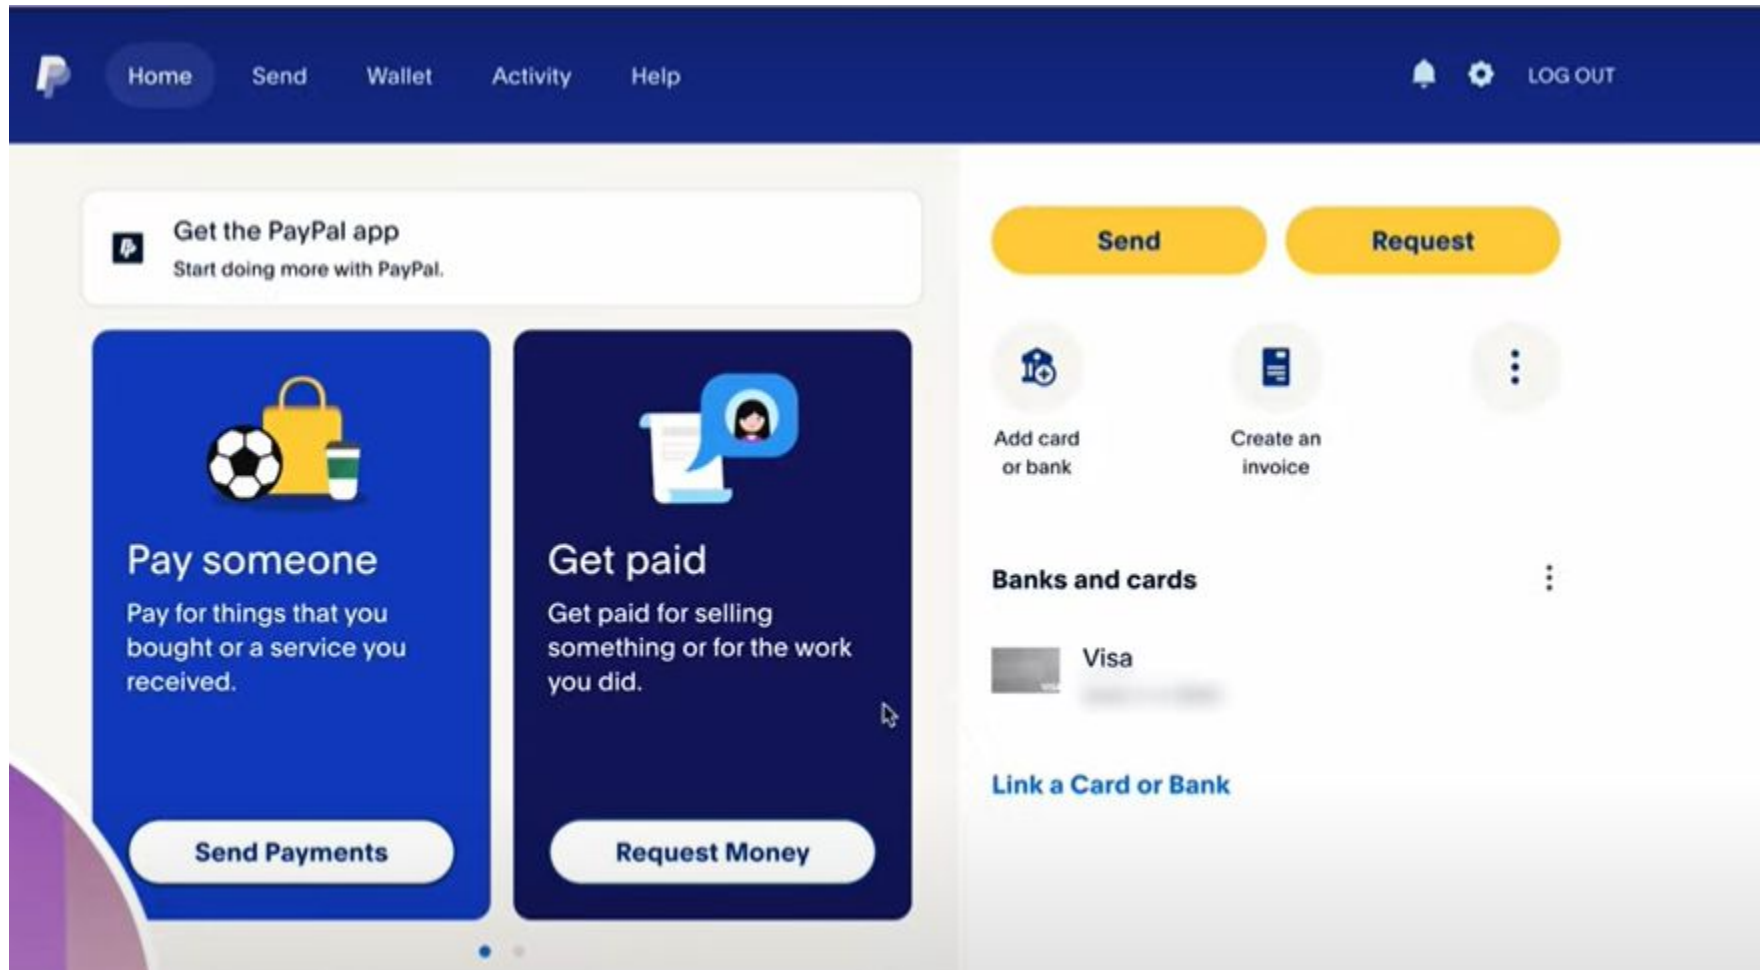 Home
Send
Wallet
Activity
Help
LOG OUT
Get the PayPal app
Start doing more with PayPal.
Pay someone
Pay for things that you
bought or a service you
received.
Send Payments
Get paid
Get paid for selling
something or for the work
you did.
Request Money
Send
Request
Add card
or bank
Create an
invoice
Banks and cards
Visa
VISA
Link a Card or Bank